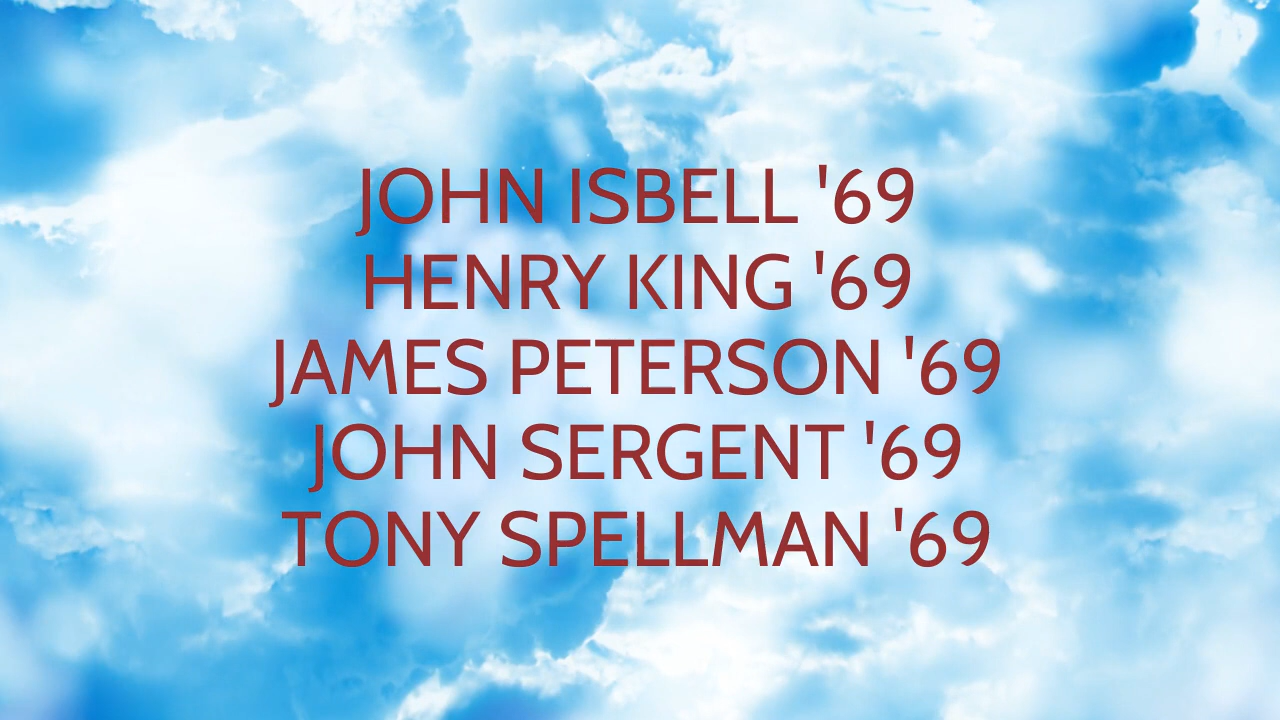 JOHN ISBELL '69
HENRY KING '69
JAMES PETERSON '69
JOHN SERGENT '69
TONY SPELLMAN '69